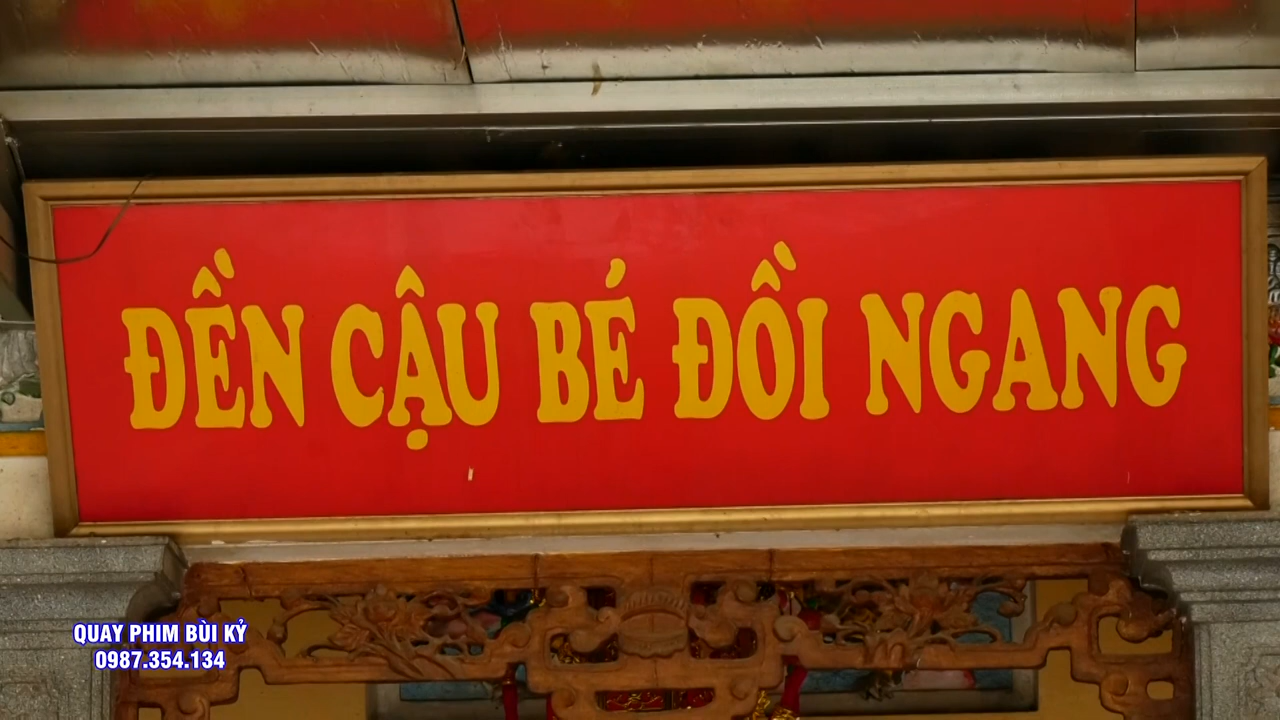 ĐỀN CẬU BÉ ĐỒI NGANG
QUAY PHIM BÙI KỶ
0987.354.134